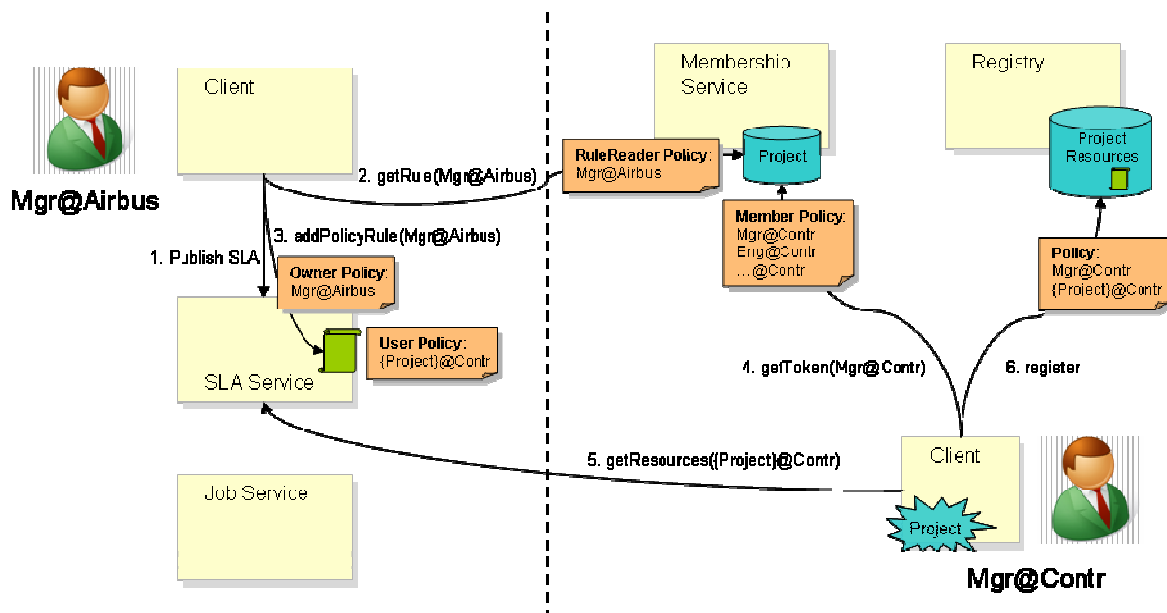 Client
Mgr@Airbus
Membership
Service
Registry
Project
Project
Resources
RuleReader Policy:
Mgr@Airbus
2. getRule(Mgr@Airbus)
3. addPolicyRule(Mgr@Airbus)
1. Publish SLA
Owner Policy:
Mgr@Airbus
User Policy:
{Project}@Contr
SLA Service
Member Policy:
Mgr@Contr
Eng@Contr
...@Contr
Policy:
Mgr@Contr
{Project}@Contr
4. getToken(Mgr@Contr)
6. register
5. getResources({Project}@Contr)
Client
Project
Mgr@Contr
Job Service